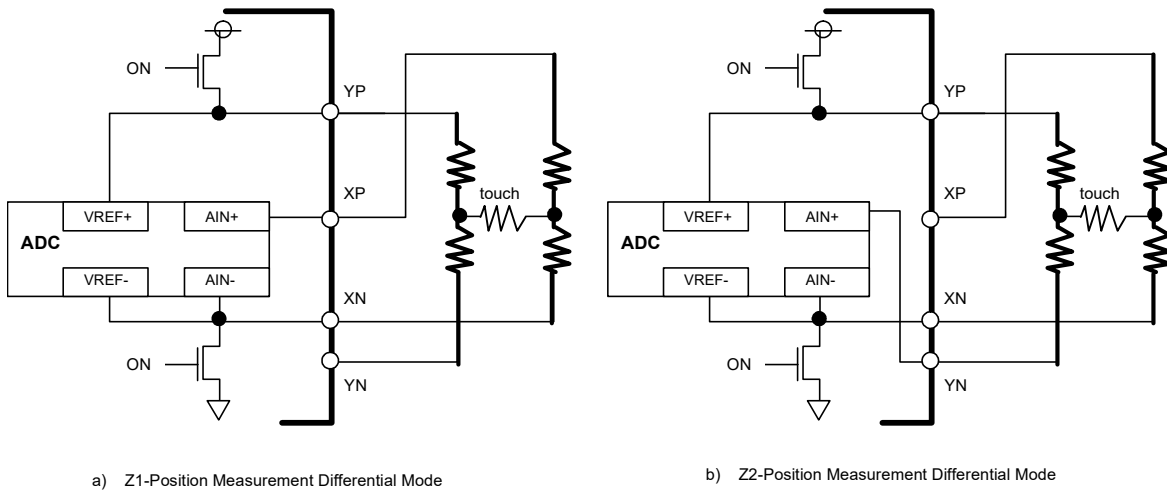 ON
YP
XP
touch
VREF+
AIN+
ADC
VREF-
AIN-
XN
ON
YN
a) Z1-Position Measurement Differential Mode
ON
YP
XP
touch
VREF+
AIN+
ADC
VREF-
AIN-
XN
ON
YN
b) Z2-Position Measurement Differential Mode